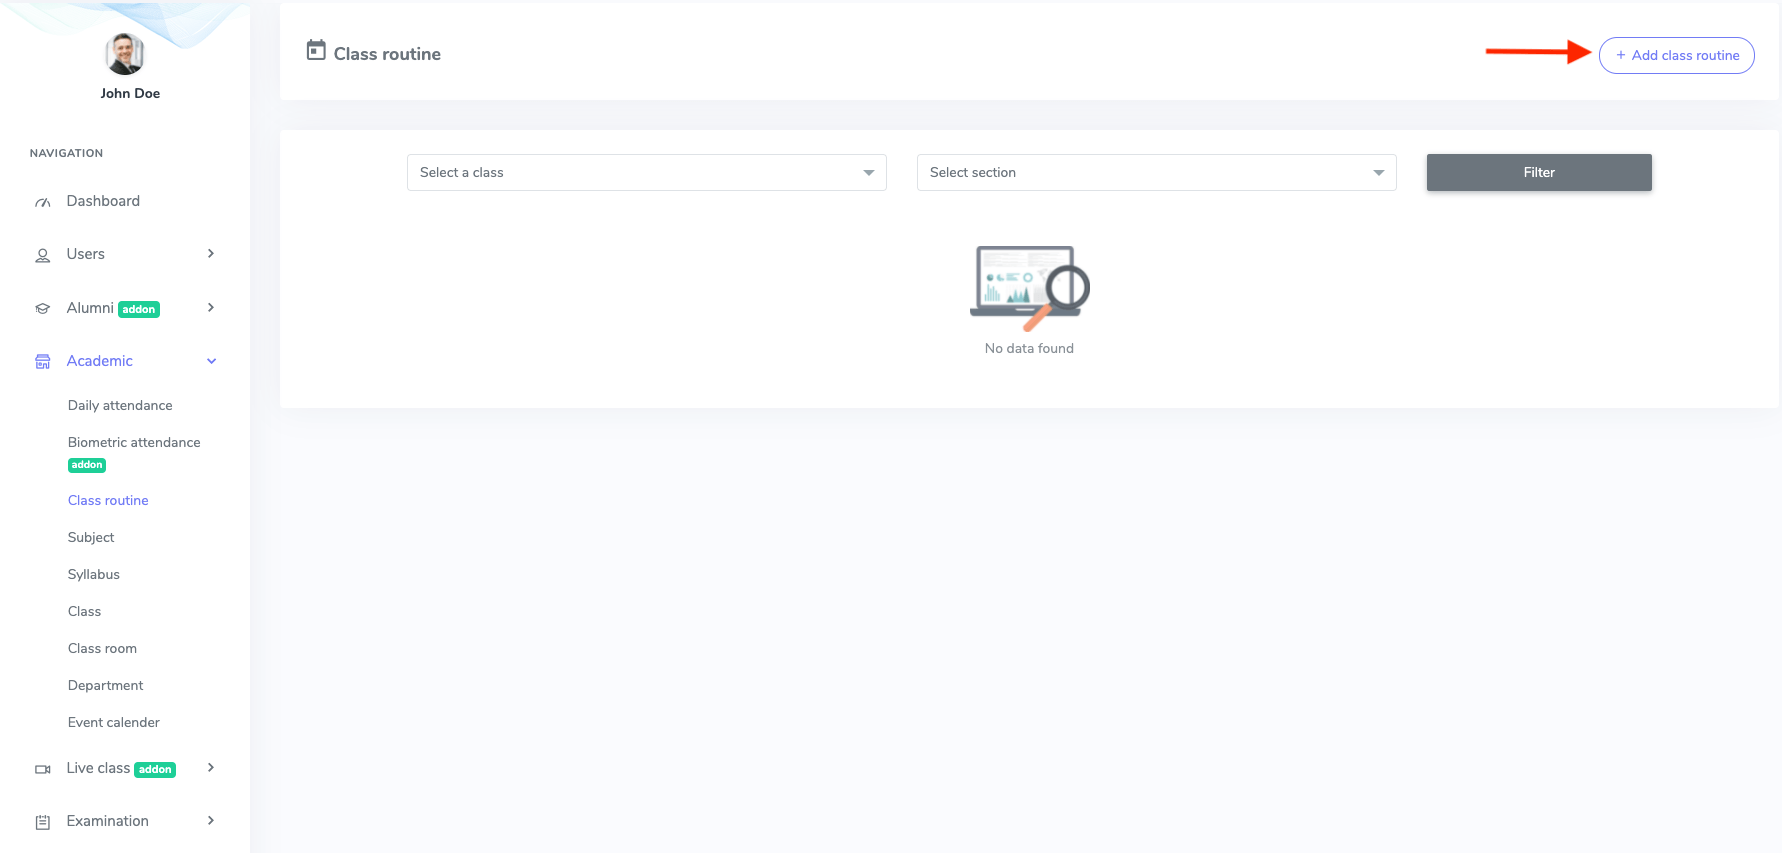 John Doe
NAVIGATION
Dashboard
Users
Alumni addon
Academic
Daily attendance
Biometric attendance
addon
Class routine
Subject
Syllabus
Class
Class room
Department
Event calender
Live class addon
Examination
Class routine
+ Add class routine
Select a class
Select section
Filter
No data found